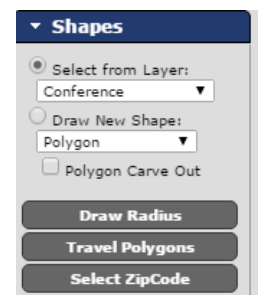 Shapes
Select from Layer:
Conference
Draw New Shape:
Polygon
Polygon Carve Out
Draw Radius
Travel Polygons
Select ZipCode